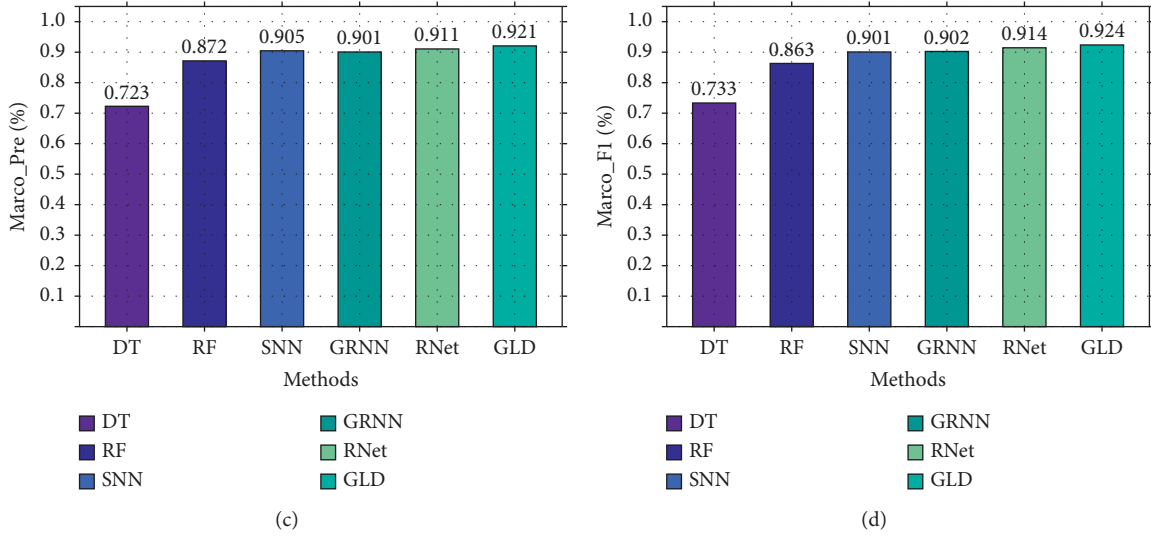 1.0
0.9
0.8
0.7
0.6
0.5
0.4
0.3
0.2
0.1
Marco_Pre (%)
0.723
0.872
0.905
0.901
0.911
0.921
DT RF SNN GRNN RNet GLD
Methods
DT
RF
SNN
GRNN
RNet
GLD
(c)
1.0
0.9
0.8
0.7
0.6
0.5
0.4
0.3
0.2
0.1
Marco_F1 (%)
0.733
0.863
0.901
0.902
0.914
0.924
DT RF SNN GRNN RNet GLD
Methods
DT
RF
SNN
GRNN
RNet
GLD
(d)